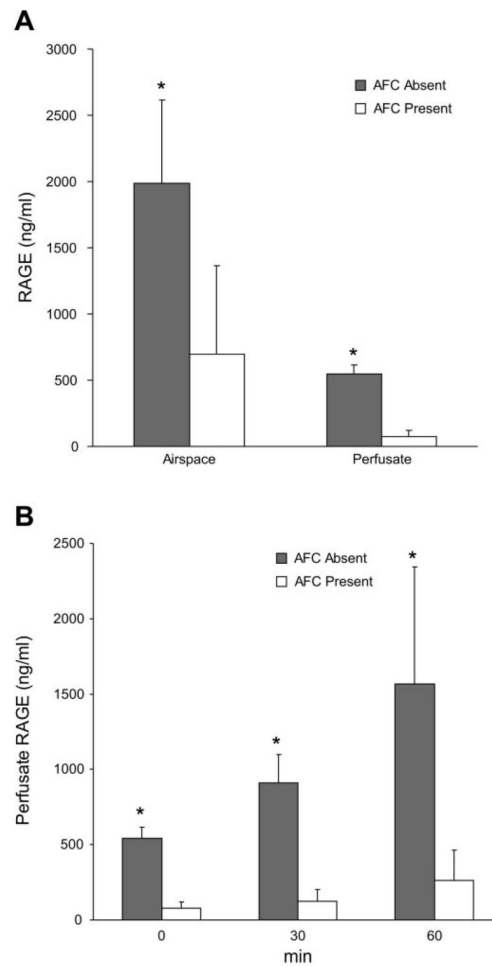 A
3000
2500
2000
1500
1000
500
0
RAGE (ng/ml)
*
*
AFC Absent
AFC Present
Airspace
Perfusate
B
2500
2000
1500
1000
500
0
Perfusate RAGE (ng/ml)
*
*
*
AFC Absent
AFC Present
0
30
60
min